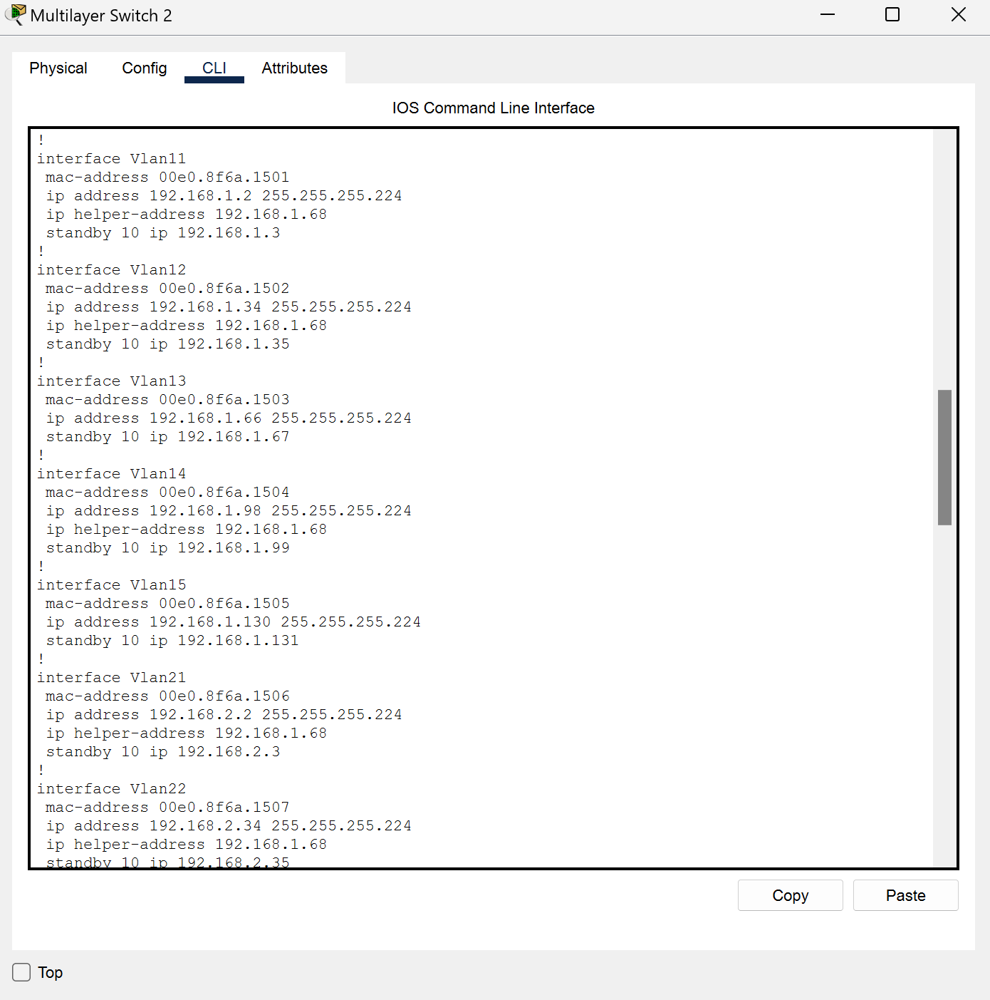 Multilayer Switch 2
Physical Config CLI Attributes
IOS Command Line Interface
!
interface Vlan11
mac-address 00e0.8f6a.1501
ip address 192.168.1.2 255.255.255.224
ip helper-address 192.168.1.68
standby 10 ip 192.168.1.3
!
interface Vlan12
mac-address 00e0.8f6a.1502
ip address 192.168.1.34 255.255.255.224
ip helper-address 192.168.1.68
standby 10 ip 192.168.1.35
!
interface Vlan13
mac-address 00e0.8f6a.1503
ip address 192.168.1.66 255.255.255.224
standby 10 ip 192.168.1.67
!
interface Vlan14
mac-address 00e0.8f6a.1504
ip address 192.168.1.98 255.255.255.224
ip helper-address 192.168.1.68
standby 10 ip 192.168.1.99
!
interface Vlan15
mac-address 00e0.8f6a.1505
ip address 192.168.1.130 255.255.255.224
standby 10 ip 192.168.1.131
!
interface Vlan21
mac-address 00e0.8f6a.1506
ip address 192.168.2.2 255.255.255.224
ip helper-address 192.168.1.68
standby 10 ip 192.168.2.3
!
interface Vlan22
mac-address 00e0.8f6a.1507
ip address 192.168.2.34 255.255.255.224
ip helper-address 192.168.1.68
standby 10 ip 192.168.2.35
Copy Paste
Top